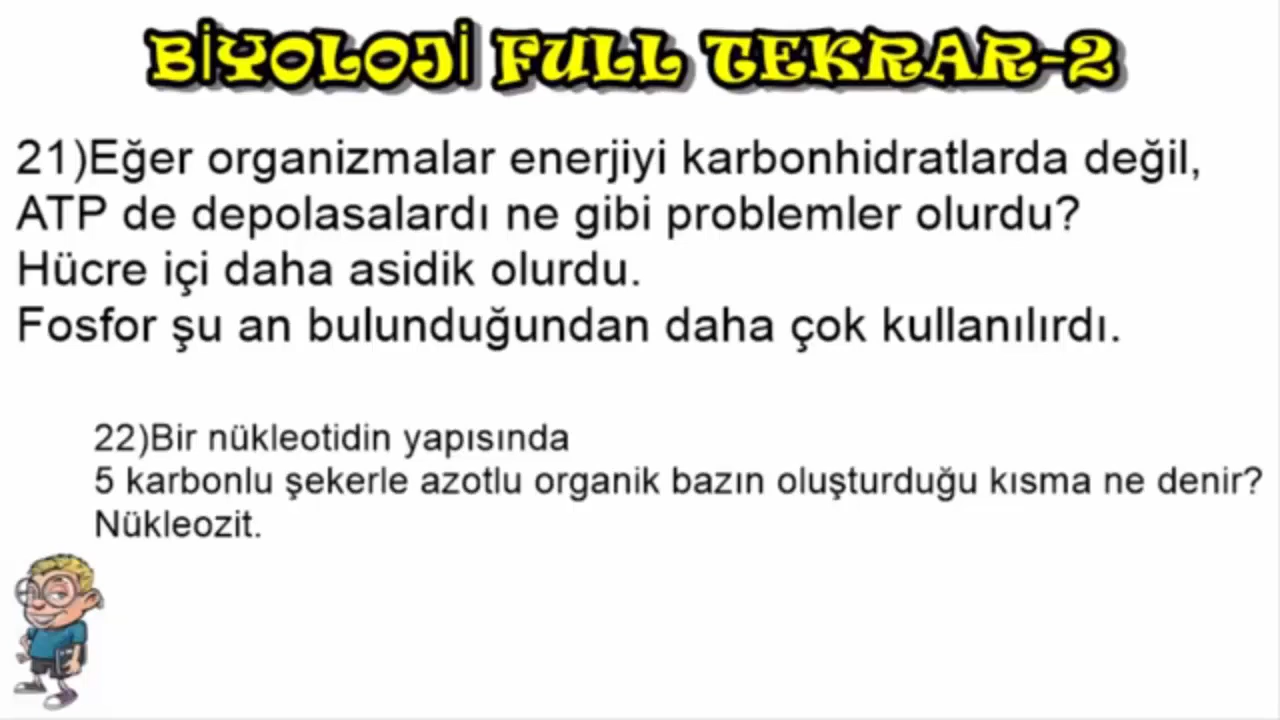 BİYOLOJİ FULL TEKRAR-2
21)Eğer organizmalar enerjiyi karbonhidratlarda değil,
ATP de depolasalardı ne gibi problemler olurdu?
Hücre içi daha asidik olurdu.
Fosfor şu an bulunduğundan daha çok kullanılırdı.
22)Bir nükleotidin yapısında
5 karbonlu şekerle azotlu organik bazın oluşturduğu kısma ne denir?
Nükleozit.